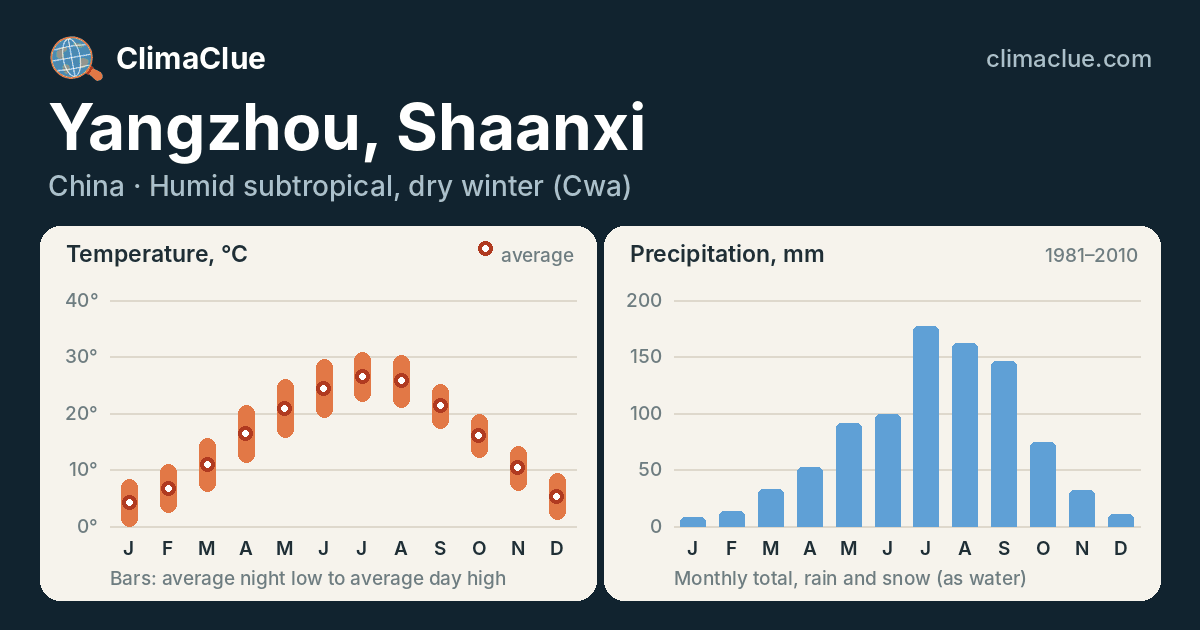 ClimaClue
climaclue.com
Yangzhou, Shaanxi
China · Humid subtropical, dry winter (Cwa)
Temperature, °C
average
40°
30°
20°
10°
0°
J F M A M J J A S O N D
Bars: average night low to average day high
Precipitation, mm
1981–2010
200
150
100
50
0
J F M A M J J A S O N D
Monthly total, rain and snow (as water)